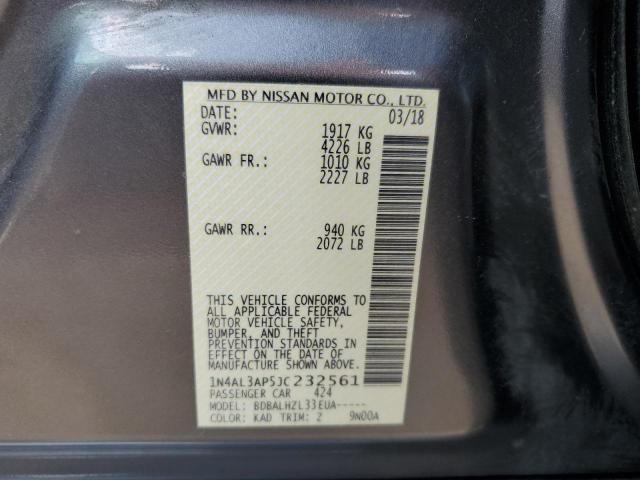 MFD BY NISSAN MOTOR CO., LTD.
DATE: 03/18
GVWR: 1917 KG
4226 LB
GAWR FR.: 1010 KG
2227 LB
GAWR RR.: 940 KG
2072 LB
THIS VEHICLE CONFORMS TO
ALL APPLICABLE FEDERAL
MOTOR VEHICLE SAFETY,
BUMPER, AND THEFT
PREVENTION STANDARDS IN
EFFECT ON THE DATE OF
MANUFACTURE SHOWN ABOVE.
1N4AL3AP5JC232561
PASSENGER CAR 424
MODEL: BDBALHZL33EUA-----
COLOR: KAD TRIM: 2 9N00A